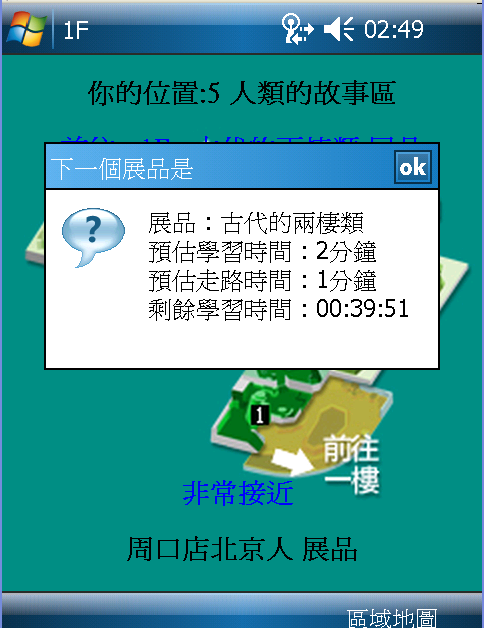 1F
02:49
你的位置:5 人類的故事區
下一個展品是
ok
展品：古代的兩棲類
預估學習時間：2分鐘
預估走路時間：1分鐘
剩餘學習時間：00:39:51
1
前往
一樓
非常接近
周口店北京人 展品
區域地圖